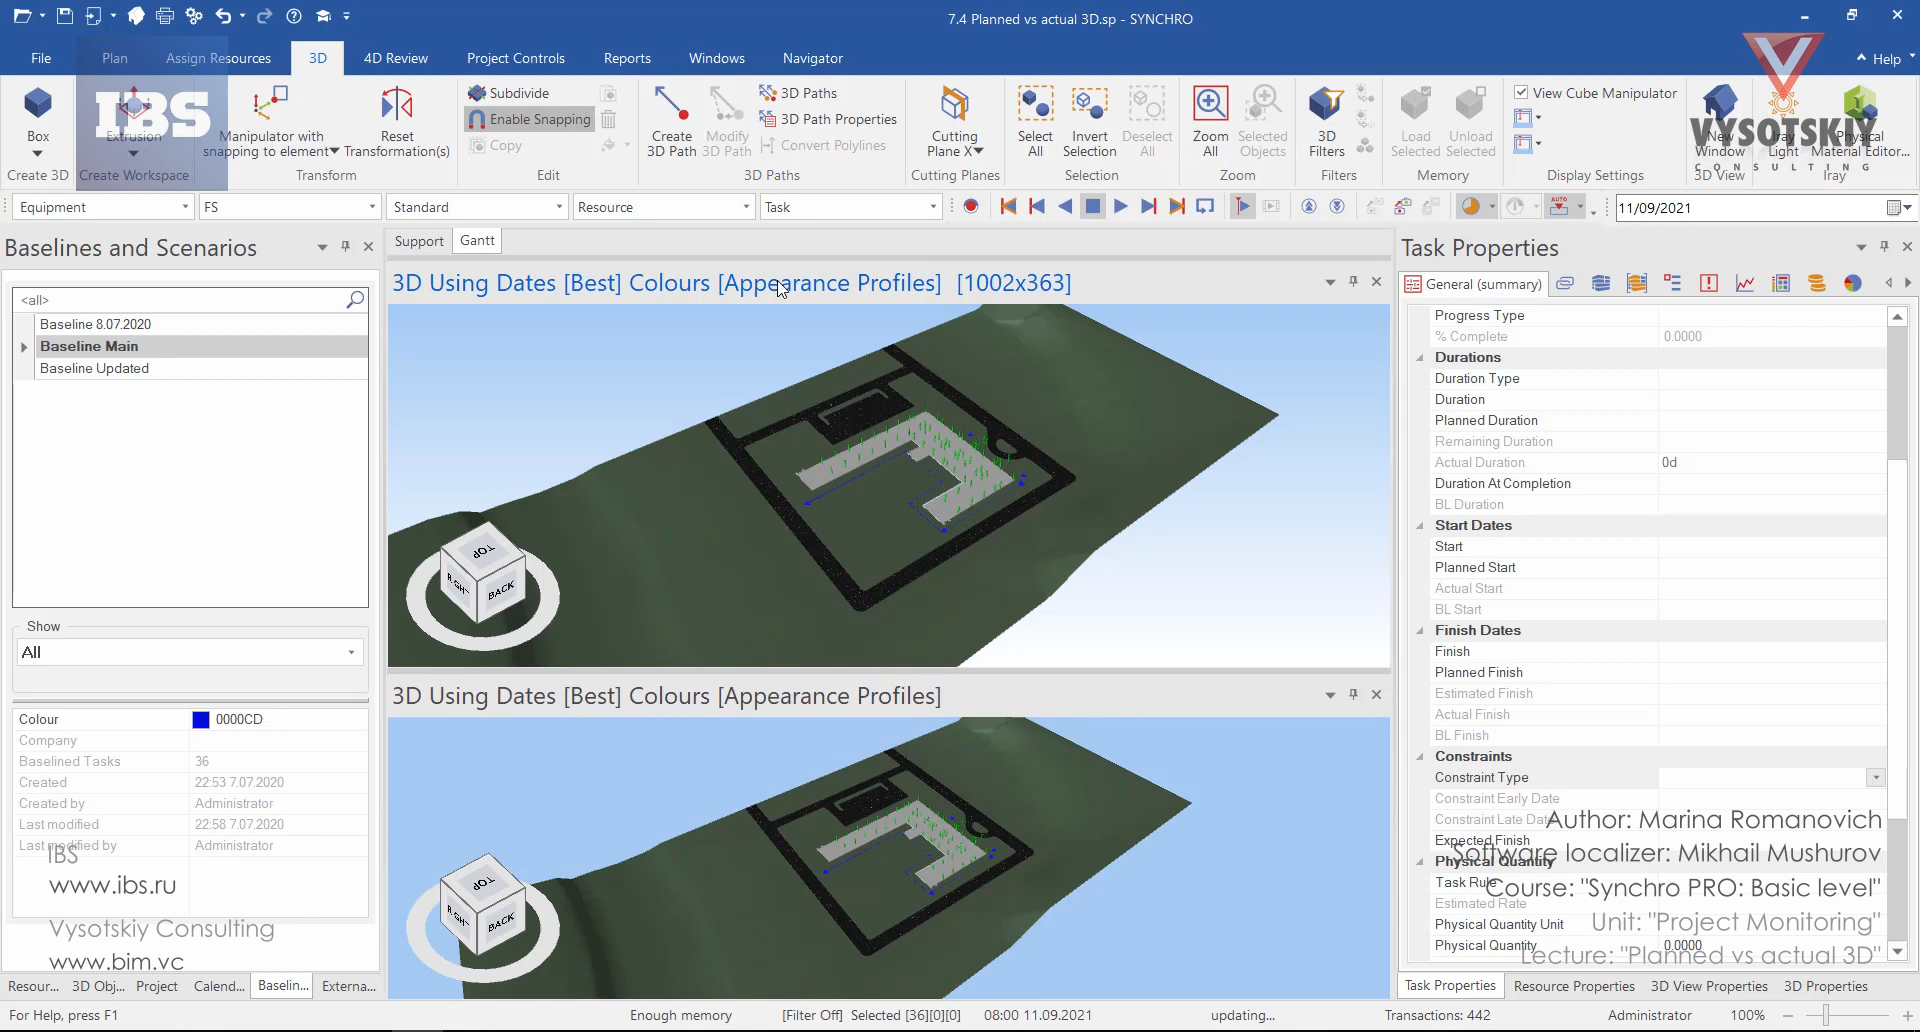 7.4 Planned vs actual 3D.sp - SYNCHRO
File
Plan
Assign Resources
3D
4D Review
Project Controls
Reports
Windows
Navigator
Help
Box
Create 3D
IBS
Extrusion
Create Workspace
Manipulator with
snapping to element
Reset
Transformation(s)
Transform
Subdivide
Enable Snapping
Copy
Edit
Create
3D Path
Modify
3D Path
3D Paths
3D Path Properties
Convert Polylines
3D Paths
Cutting
Plane X
Cutting Planes
Select
All
Invert
Selection
Deselect
All
Selection
Zoom
All
Selected
Objects
Zoom
3D
Filters
Filters
Load
Selected
Unload
Selected
Memory
View Cube Manipulator
Display Settings
New
Window
3D View
Iray
Light
Physical
Material Editor...
Iray
VYSOTSKIY
CONSULTING
Equipment
FS
Standard
Resource
Task
AUTO
11/09/2021
Baselines and Scenarios
<all>
Baseline 8.07.2020
Baseline Main
Baseline Updated
Show
All
Colour 0000CD
Company
Baselined Tasks 36
Created 22:53 7.07.2020
Created by Administrator
Last modified 22:58 7.07.2020
Last modified by Administrator
IBS
www.ibs.ru
Vysotskiy Consulting
www.bim.vc
Resour...
3D Obj...
Project
Calend...
Baselin...
Externa...
Support
Gantt
3D Using Dates [Best] Colours [Appearance Profiles] [1002x363]
TOP
BACK
3D Using Dates [Best] Colours [Appearance Profiles]
TOP
BACK
Task Properties
General (summary)
Progress Type
% Complete 0.0000
Durations
Duration Type
Duration
Planned Duration
Remaining Duration
Actual Duration 0d
Duration At Completion
BL Duration
Start Dates
Start
Planned Start
Actual Start
BL Start
Finish Dates
Finish
Planned Finish
Estimated Finish
Actual Finish
BL Finish
Constraints
Constraint Type
Constraint Early Date
Constraint Late Date
Expected Finish
Physical Quantity
Task Rule
Estimated Rate
Physical Quantity Unit
Physical Quantity 0.0000
Author: Marina Romanovich
Software localizer: Mikhail Mushurov
Course: "Synchro PRO: Basic level"
Unit: "Project Monitoring"
Lecture: "Planned vs actual 3D"
Task Properties
Resource Properties
3D View Properties
3D Properties
For Help, press F1
Enough memory
[Filter Off]
Selected [36][0][0]
08:00 11.09.2021
updating...
Transactions: 442
Administrator
100%